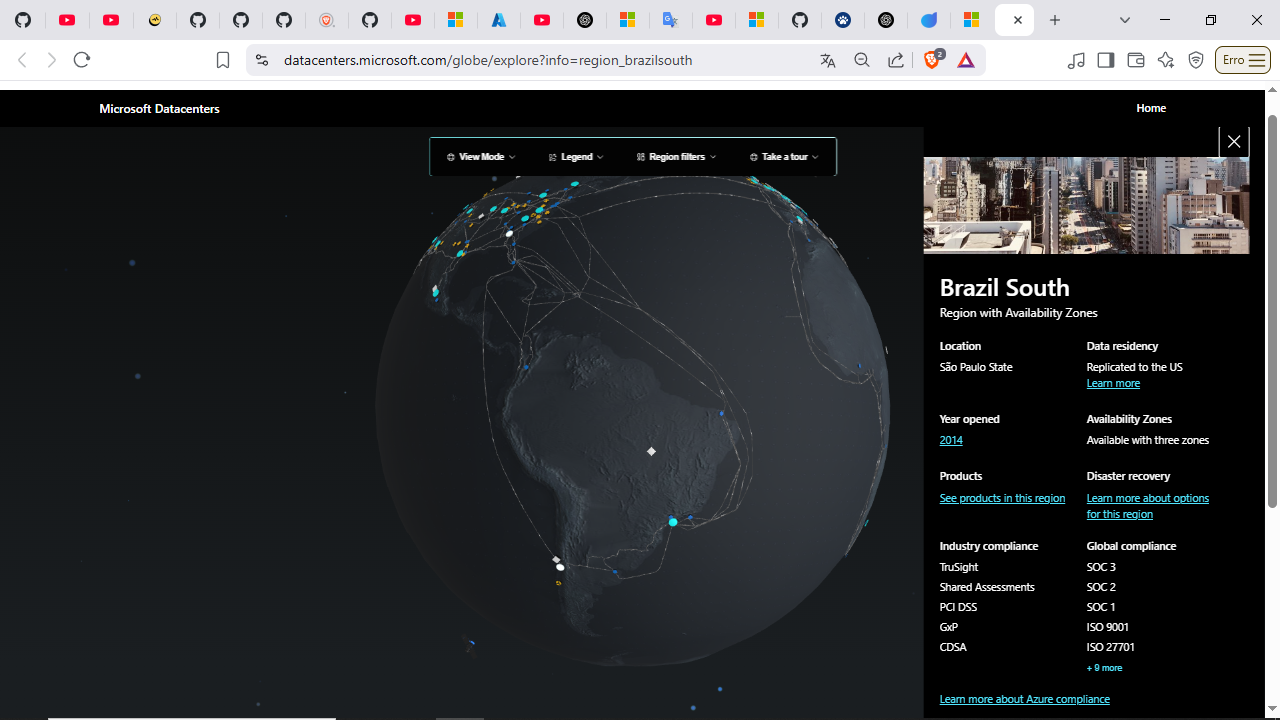 datacenters.microsoft.com/globe/explore?info=region_brazilsouth
2
Erro
Microsoft Datacenters
Home
View Mode
Legend
Region filters
Take a tour
Brazil South
Region with Availability Zones
Location
São Paulo State
Data residency
Replicated to the US
Learn more
Year opened
2014
Availability Zones
Available with three zones
Products
See products in this region
Disaster recovery
Learn more about options
for this region
Industry compliance
TruSight
Shared Assessments
PCI DSS
GxP
CDSA
Global compliance
SOC 3
SOC 2
SOC 1
ISO 9001
ISO 27701
+ 9 more
Learn more about Azure compliance